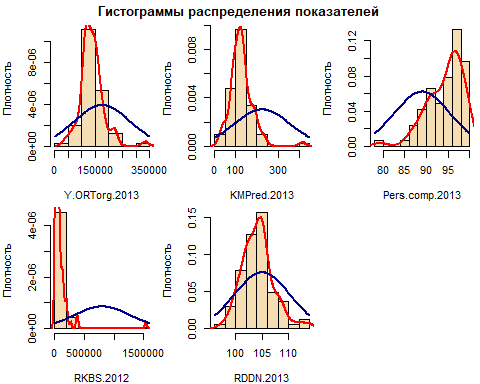 Гистограммы распределения показателей
Плотность
0e+00 4e-06 8e-06
0 150000 350000
Y.ORTorg.2013
Плотность
0.000 0.004 0.008
0 100 300
KMPred.2013
Плотность
0.00 0.04 0.08 0.12
80 85 90 95
Pers.comp.2013
Плотность
0e+00 2e-06 4e-06
0 500000 1500000
RKBS.2012
Плотность
0.00 0.05 0.10 0.15
100 105 110
RDDN.2013